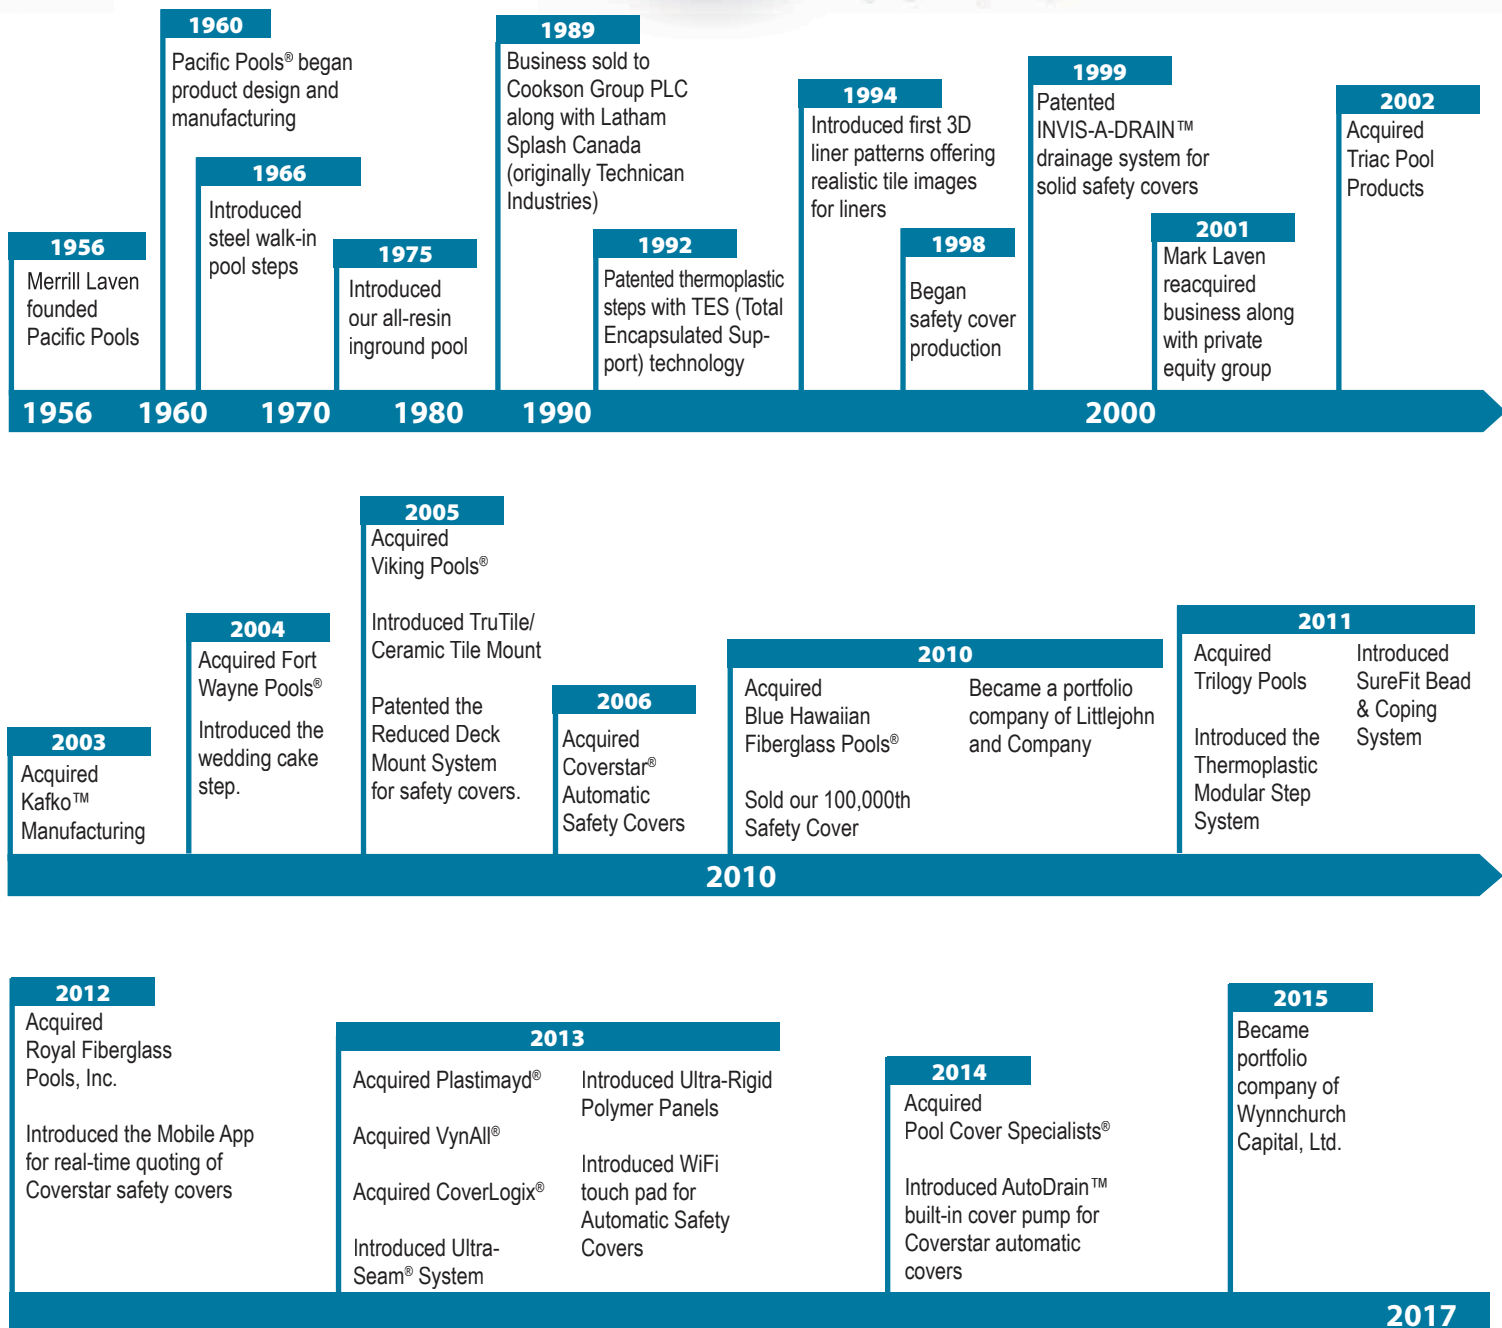 1956
Merrill Laven
founded
Pacific Pools
1960
Pacific Pools® began
product design and
manufacturing
1966
Introduced
steel walk-in
pool steps
1975
Introduced
our all-resin
inground pool
1989
Business sold to
Cookson Group PLC
along with Latham
Splash Canada
(originally Technican
Industries)
1992
Patented thermoplastic
steps with TES (Total
Encapsulated Sup-
port) technology
1994
Introduced first 3D
liner patterns offering
realistic tile images
for liners
1998
Began
safety cover
production
1999
Patented
INVIS-A-DRAIN™
drainage system for
solid safety covers
2001
Mark Laven
reacquired
business along
with private
equity group
2002
Acquired
Triac Pool
Products
1956 1960 1970 1980 1990 2000
2003
Acquired
Kafko™
Manufacturing
2004
Acquired Fort
Wayne Pools®
Introduced the
wedding cake
step.
2005
Acquired
Viking Pools®
Introduced TruTile/
Ceramic Tile Mount
Patented the
Reduced Deck
Mount System
for safety covers.
2006
Acquired
Coverstar®
Automatic
Safety Covers
2010
Acquired
Blue Hawaiian
Fiberglass Pools®
Sold our 100,000th
Safety Cover
Became a portfolio
company of Littlejohn
and Company
2011
Acquired
Trilogy Pools
Introduced the
Thermoplastic
Modular Step
System
Introduced
SureFit Bead
& Coping
System
2010
2012
Acquired
Royal Fiberglass
Pools, Inc.
Introduced the Mobile App
for real-time quoting of
Coverstar safety covers
2013
Acquired Plastimayd®
Acquired VynAll®
Acquired CoverLogix®
Introduced Ultra-
Seam® System
Introduced Ultra-Rigid
Polymer Panels
Introduced WiFi
touch pad for
Automatic Safety
Covers
2014
Acquired
Pool Cover Specialists®
Introduced AutoDrain™
built-in cover pump for
Coverstar automatic
covers
2015
Became
portfolio
company of
Wynnchurch
Capital, Ltd.
2017